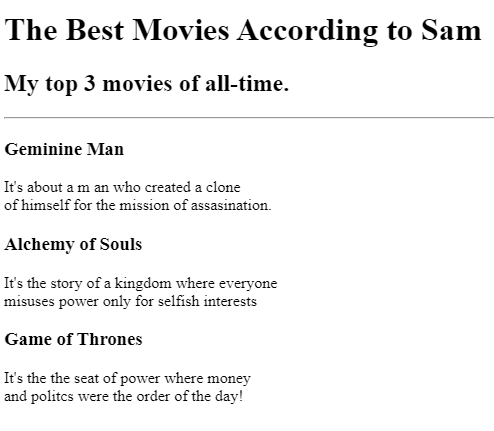 The Best Movies According to Sam
My top 3 movies of all-time.
Geminine Man
It's about a m an who created a clone
of himself for the mission of assasination.
Alchemy of Souls
It's the story of a kingdom where everyone
misuses power only for selfish interests
Game of Thrones
It's the the seat of power where money
and politcs were the order of the day!